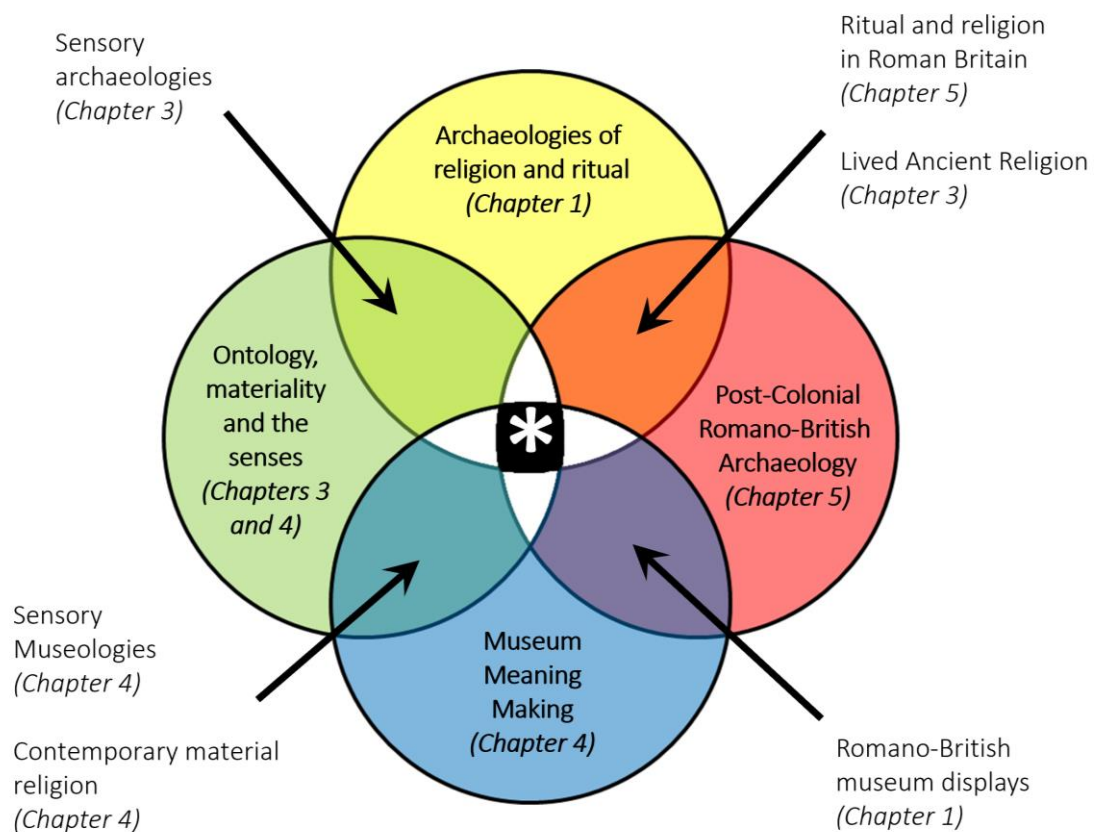 Sensory
archaeologies
(Chapter 3)
Ritual and religion
in Roman Britain
(Chapter 5)
Lived Ancient Religion
(Chapter 3)
Archaeologies of
religion and ritual
(Chapter 1)
Ontology,
materiality
and the
senses
(Chapters 3
and 4)
*
Post-Colonial
Romano-British
Archaeology
(Chapter 5)
Museum
Meaning
Making
(Chapter 4)
Sensory
Museologies
(Chapter 4)
Contemporary material
religion
(Chapter 4)
Romano-British
museum displays
(Chapter 1)